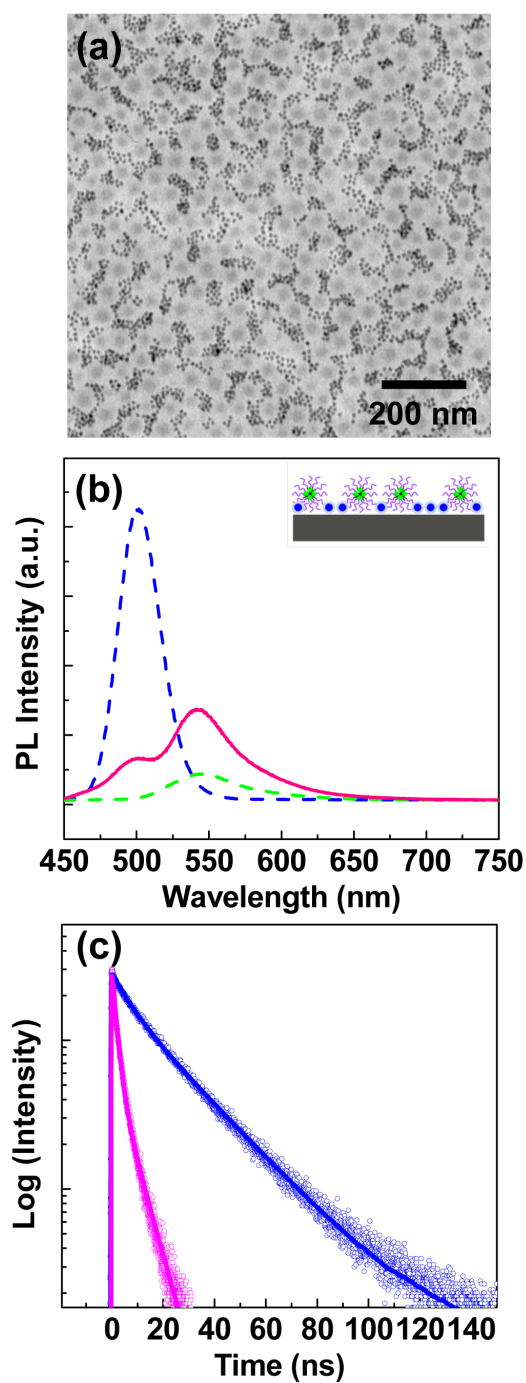 (a)
200 nm
(b)
PL Intensity (a.u.)
450 500 550 600 650 700 750
Wavelength (nm)
(c)
Log (Intensity)
0 20 40 60 80 100 120 140
Time (ns)